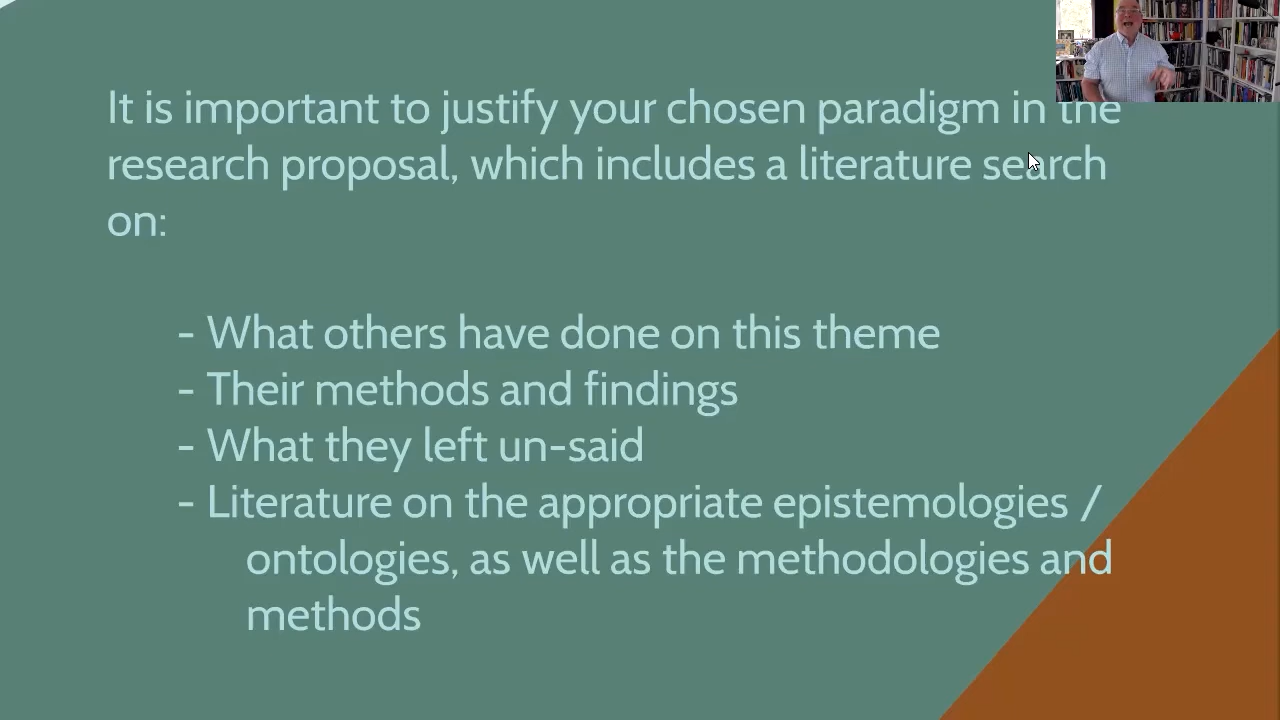 It is important to justify your chosen paradigm in the
research proposal, which includes a literature search
on:
- What others have done on this theme
- Their methods and findings
- What they left un-said
- Literature on the appropriate epistemologies /
ontologies, as well as the methodologies and
methods